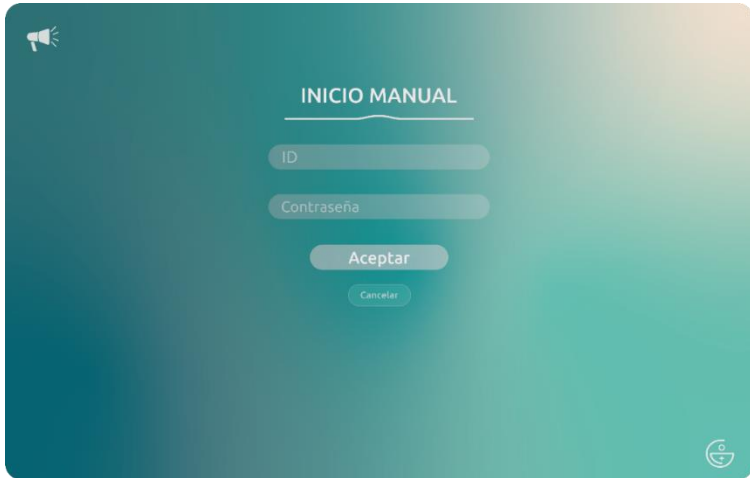 INICIO MANUAL
ID
Contraseña
Aceptar
Cancelar